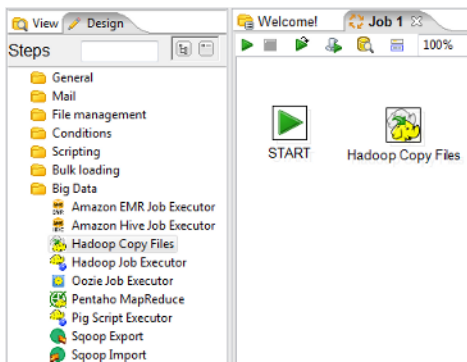 View Design
Steps
General
Mail
File management
Conditions
Scripting
Bulk loading
Big Data
Amazon EMR Job Executor
Amazon Hive Job Executor
Hadoop Copy Files
Hadoop Job Executor
Oozie Job Executor
Pentaho MapReduce
Pig Script Executor
Sqoop Export
Sqoop Import
Welcome! Job 1
100%
START
Hadoop Copy Files